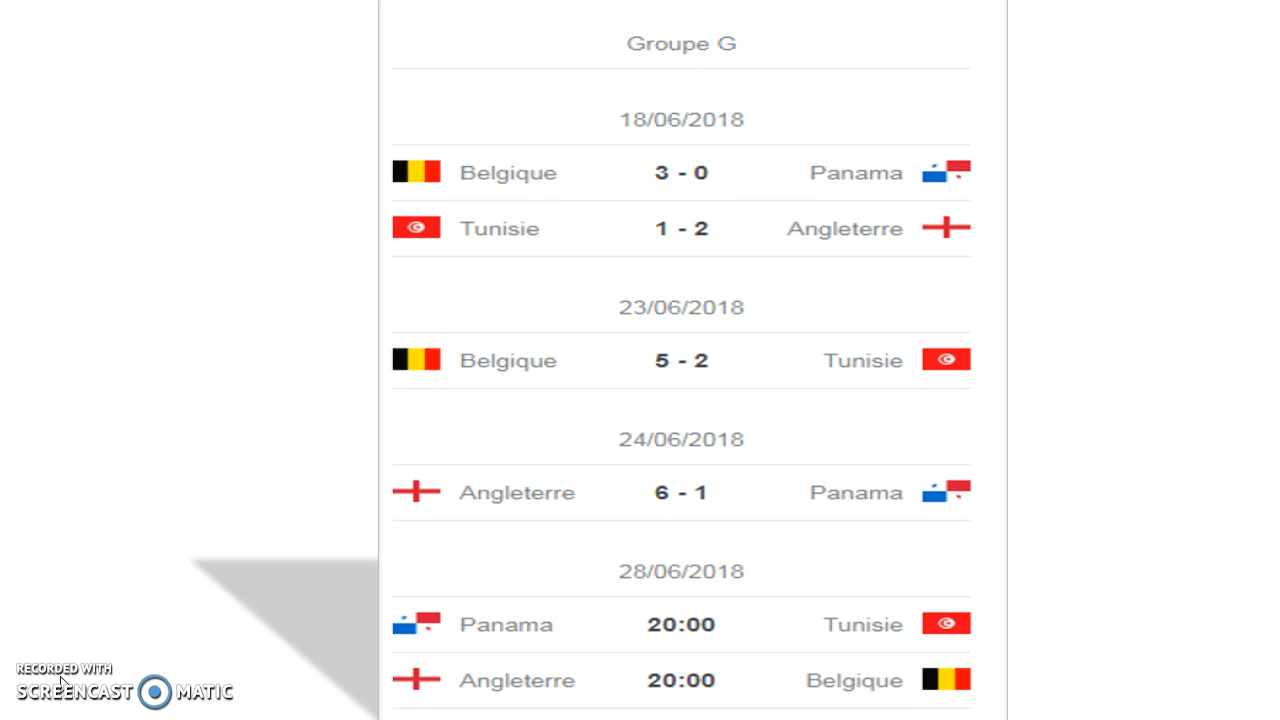 Groupe G
18/06/2018
Belgique 3 - 0 Panama
Tunisie 1 - 2 Angleterre
23/06/2018
Belgique 5 - 2 Tunisie
24/06/2018
Angleterre 6 - 1 Panama
28/06/2018
Panama 20:00 Tunisie
Angleterre 20:00 Belgique
RECORDED WITH
SCREENCAST MATIC